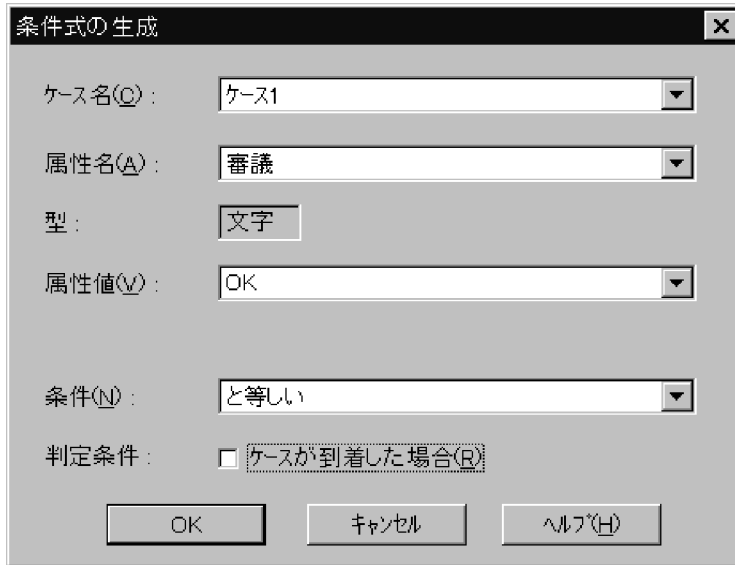 条件式の生成
ｹｰｽ名(C) : ｹｰｽ1
属性名(A) : 審議
型 : 文字
属性値(V) : OK
条件(N) : と等しい
判定条件 : ｹｰｽが到着した場合(R)
OK ｷｬﾝｾﾙ ﾍﾙﾌﾟ(H)